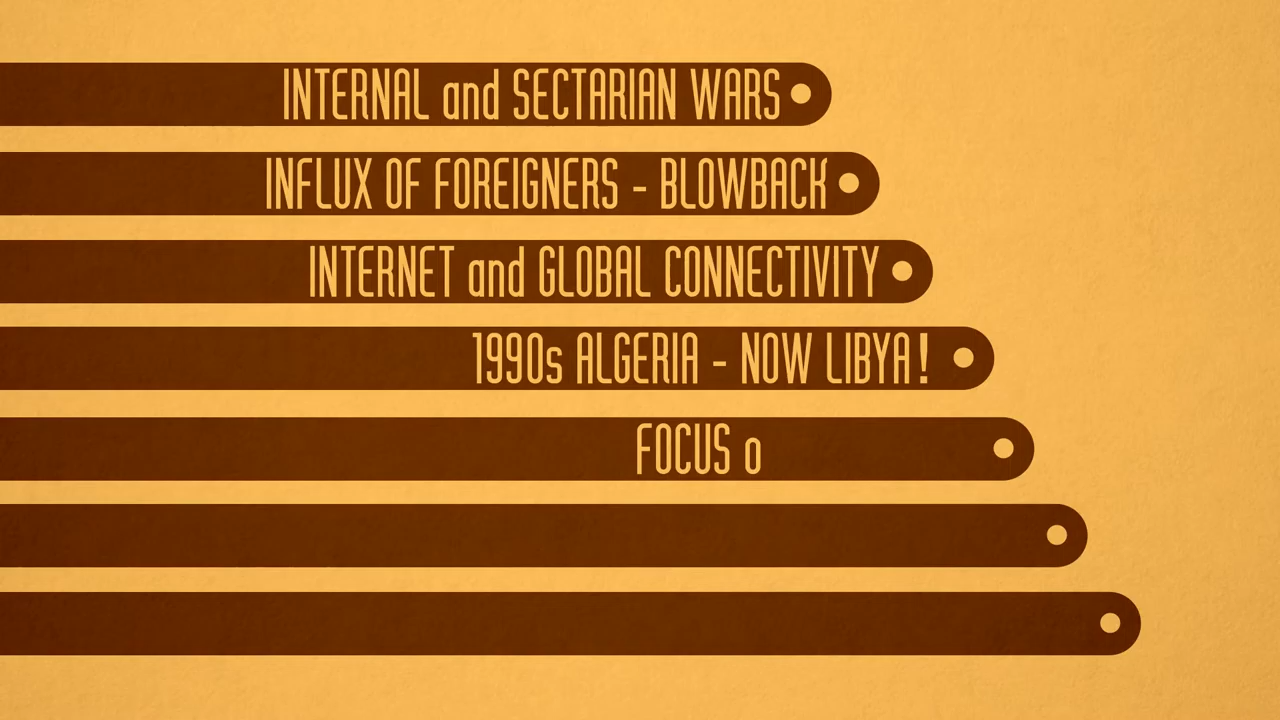 INTERNAL and SECTARIAN WARS
INFLUX OF FOREIGNERS - BLOWBACK
INTERNET and GLOBAL CONNECTIVITY
1990s ALGERIA - NOW LIBYA!
FOCUS o